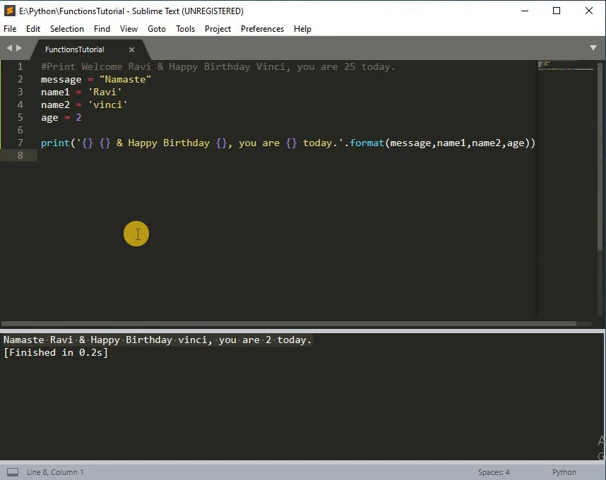 E:\Python\FunctionsTutorial - Sublime Text (UNREGISTERED)
File Edit Selection Find View Goto Tools Project Preferences Help
FunctionsTutorial
1 #Print Welcome Ravi & Happy Birthday Vinci, you are 25 today.
2 message = "Namaste"
3 name1 = 'Ravi'
4 name2 = 'vinci'
5 age = 2
6
7 print('{} {} & Happy Birthday {}, you are {} today.'.format(message,name1,name2,age))
8
Namaste Ravi & Happy Birthday vinci, you are 2 today.
[Finished in 0.2s]
Line 8, Column 1 Spaces: 4 Python